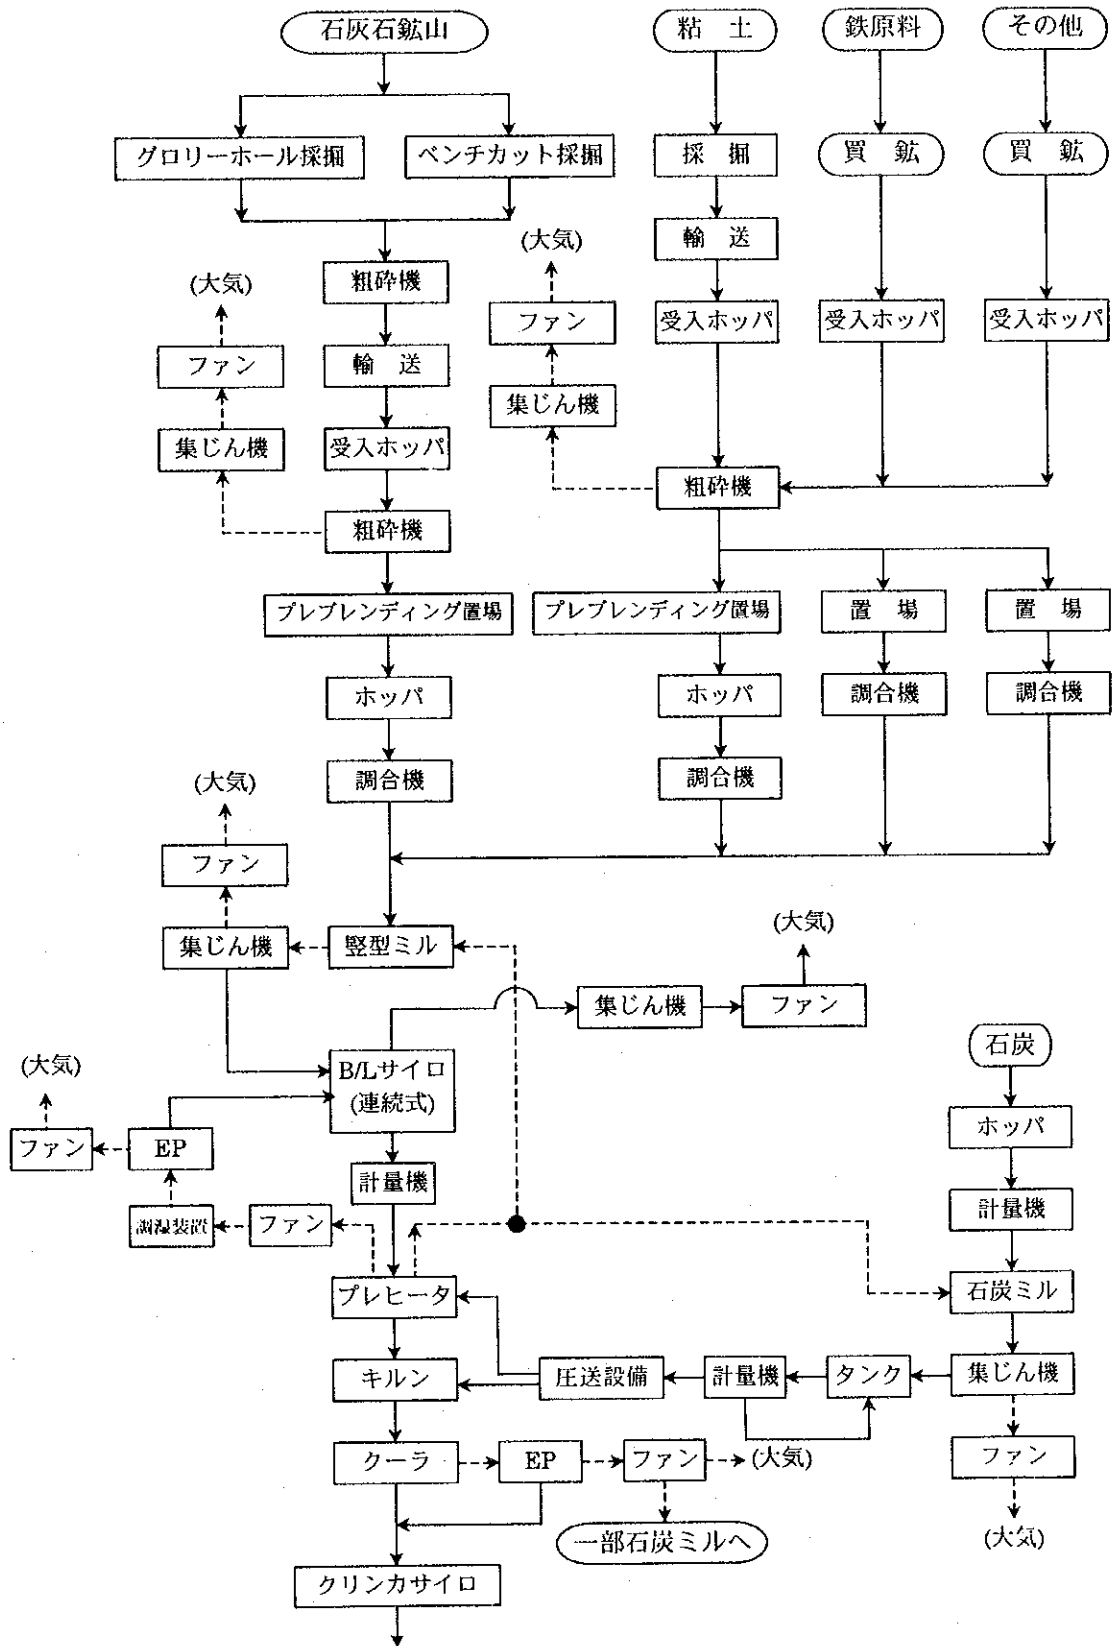 石灰石鉱山
粘 土
鉄原料
その他
グロリーホール採掘
ベンチカット採掘
採 掘
買 鉱
買 鉱
輸 送
(大気)
(大気)
粗砕機
ファン
受入ホッパ
受入ホッパ
受入ホッパ
ファン
輸 送
集じん機
集じん機
受入ホッパ
粗砕機
粗砕機
プレブレンディング置場
プレブレンディング置場
置 場
置 場
ホッパ
ホッパ
調合機
調合機
(大気)
調合機
調合機
ファン
集じん機
竪型ミル
(大気)
集じん機
ファン
石炭
(大気)
B/Lサイロ
(連続式)
ファン
EP
ホッパ
計量機
計量機
調湿装置
ファン
プレヒータ
石炭ミル
キルン
圧送設備
計量機
タンク
集じん機
クーラ
EP
ファン
(大気)
ファン
一部石炭ミルへ
(大気)
クリンカサイロ